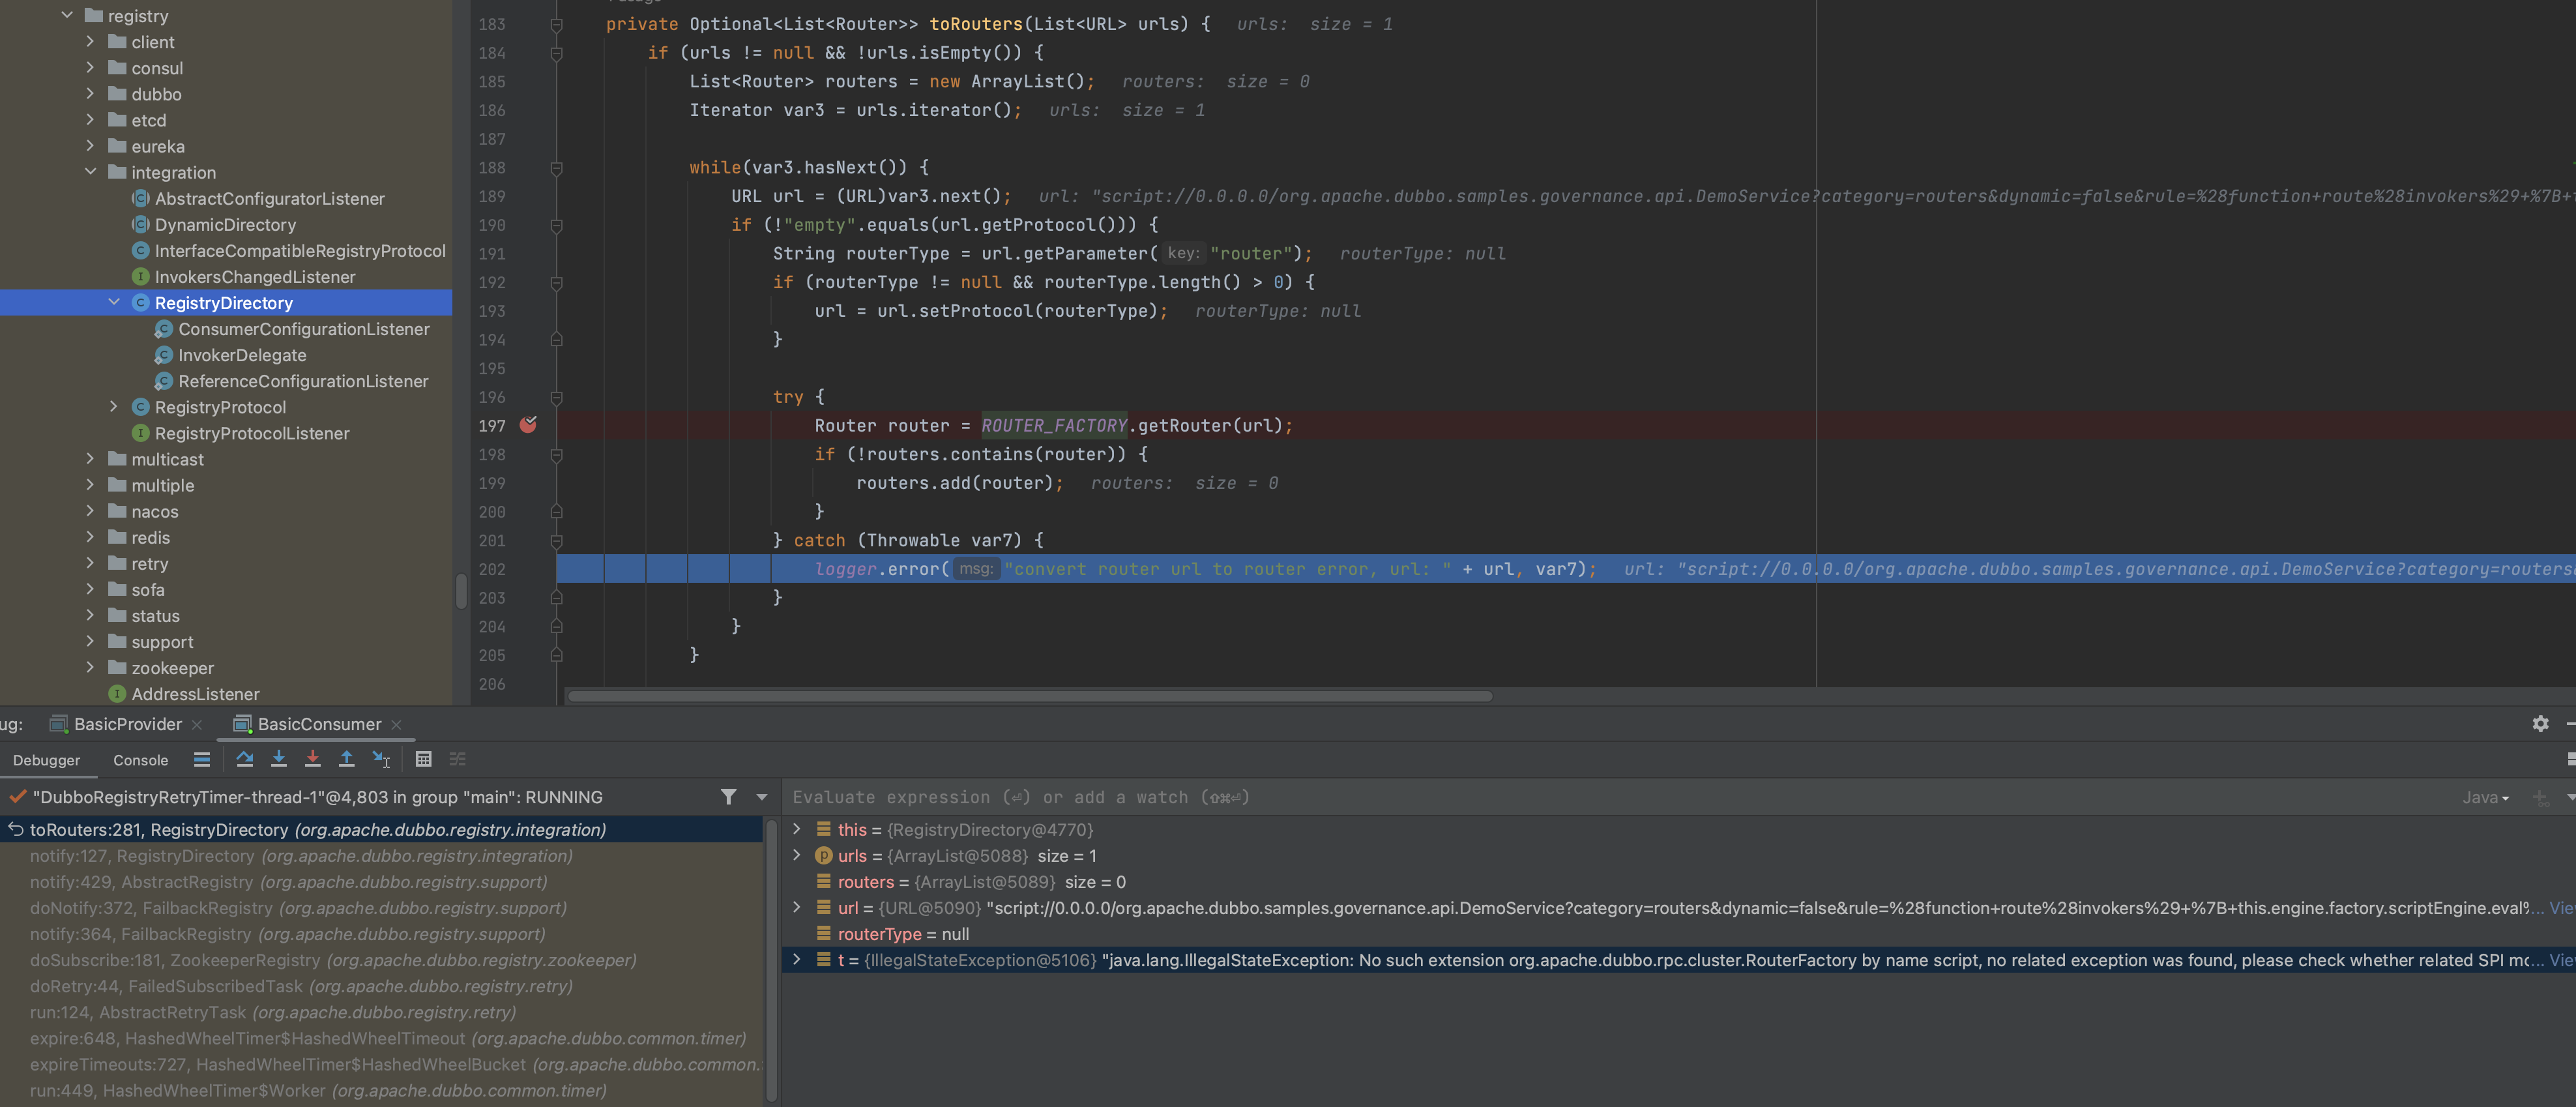 registry
client
consul
dubbo
etcd
eureka
integration
AbstractConfiguratorListener
DynamicDirectory
InterfaceCompatibleRegistryProtocol
InvokersChangedListener
RegistryDirectory
ConsumerConfigurationListener
InvokerDelegate
ReferenceConfigurationListener
RegistryProtocol
RegistryProtocolListener
multicast
multiple
nacos
redis
retry
sofa
status
support
zookeeper
AddressListener
183 private Optional<List<Router>> toRouters(List<URL> urls) { urls: size = 1
184 if (urls != null && !urls.isEmpty()) {
185 List<Router> routers = new ArrayList(); routers: size = 0
186 Iterator var3 = urls.iterator(); urls: size = 1
187
188 while(var3.hasNext()) {
189 URL url = (URL)var3.next(); url: "script://0.0.0.0/org.apache.dubbo.samples.governance.api.DemoService?category=routers&dynamic=false&rule=%28function+route%28invokers%29+%7B+t
190 if (!"empty".equals(url.getProtocol())) {
191 String routerType = url.getParameter( key: "router"); routerType: null
192 if (routerType != null && routerType.length() > 0) {
193 url = url.setProtocol(routerType); routerType: null
194 }
195
196 try {
197 Router router = ROUTER_FACTORY.getRouter(url);
198 if (!routers.contains(router)) {
199 routers.add(router); routers: size = 0
200 }
201 } catch (Throwable var7) {
202 logger.error( msg: "convert router url to router error, url: " + url, var7); url: "script://0.0.0.0/org.apache.dubbo.samples.governance.api.DemoService?category=routers
203 }
204 }
205 }
206
ug: BasicProvider BasicConsumer
Debugger Console
"DubboRegistryRetryTimer-thread-1"@4,803 in group "main": RUNNING
toRouters:281, RegistryDirectory (org.apache.dubbo.registry.integration)
notify:127, RegistryDirectory (org.apache.dubbo.registry.integration)
notify:429, AbstractRegistry (org.apache.dubbo.registry.support)
doNotify:372, FailbackRegistry (org.apache.dubbo.registry.support)
notify:364, FailbackRegistry (org.apache.dubbo.registry.support)
doSubscribe:181, ZookeeperRegistry (org.apache.dubbo.registry.zookeeper)
doRetry:44, FailedSubscribedTask (org.apache.dubbo.registry.retry)
run:124, AbstractRetryTask (org.apache.dubbo.registry.retry)
expire:648, HashedWheelTimer$HashedWheelTimeout (org.apache.dubbo.common.timer)
expireTimeouts:727, HashedWheelTimer$HashedWheelBucket (org.apache.dubbo.common.
run:449, HashedWheelTimer$Worker (org.apache.dubbo.common.timer)
Evaluate expression (⏎) or add a watch (⇧⌘⏎) Java
this = {RegistryDirectory@4770}
urls = {ArrayList@5088} size = 1
routers = {ArrayList@5089} size = 0
url = {URL@5090} "script://0.0.0.0/org.apache.dubbo.samples.governance.api.DemoService?category=routers&dynamic=false&rule=%28function+route%28invokers%29+%7B+this.engine.factory.scriptEngine.eval%... Vie
routerType = null
t = {IllegalStateException@5106} "java.lang.IllegalStateException: No such extension org.apache.dubbo.rpc.cluster.RouterFactory by name script, no related exception was found, please check whether related SPI mo... Vie